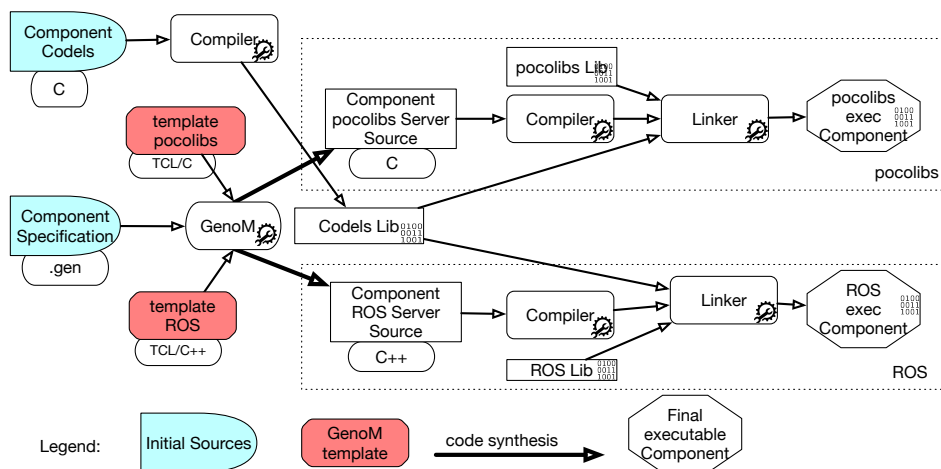 Component
Codels
C
Compiler
template
pocolibs
TCL/C
Component
Specification
.gen
GenoM
template
ROS
TCL/C++
Component
pocolibs Server
Source
C
pocolibs Lib
0100
0011
1001
Compiler
Linker
pocolibs
exec
Component
0100
0011
1001
pocolibs
Codels Lib
0100
0011
1001
Component
ROS Server
Source
C++
Compiler
ROS Lib
0100
0011
1001
Linker
ROS
exec
Component
0100
0011
1001
ROS
Legend:
Initial Sources
GenoM
template
code synthesis
Final
executable
Component